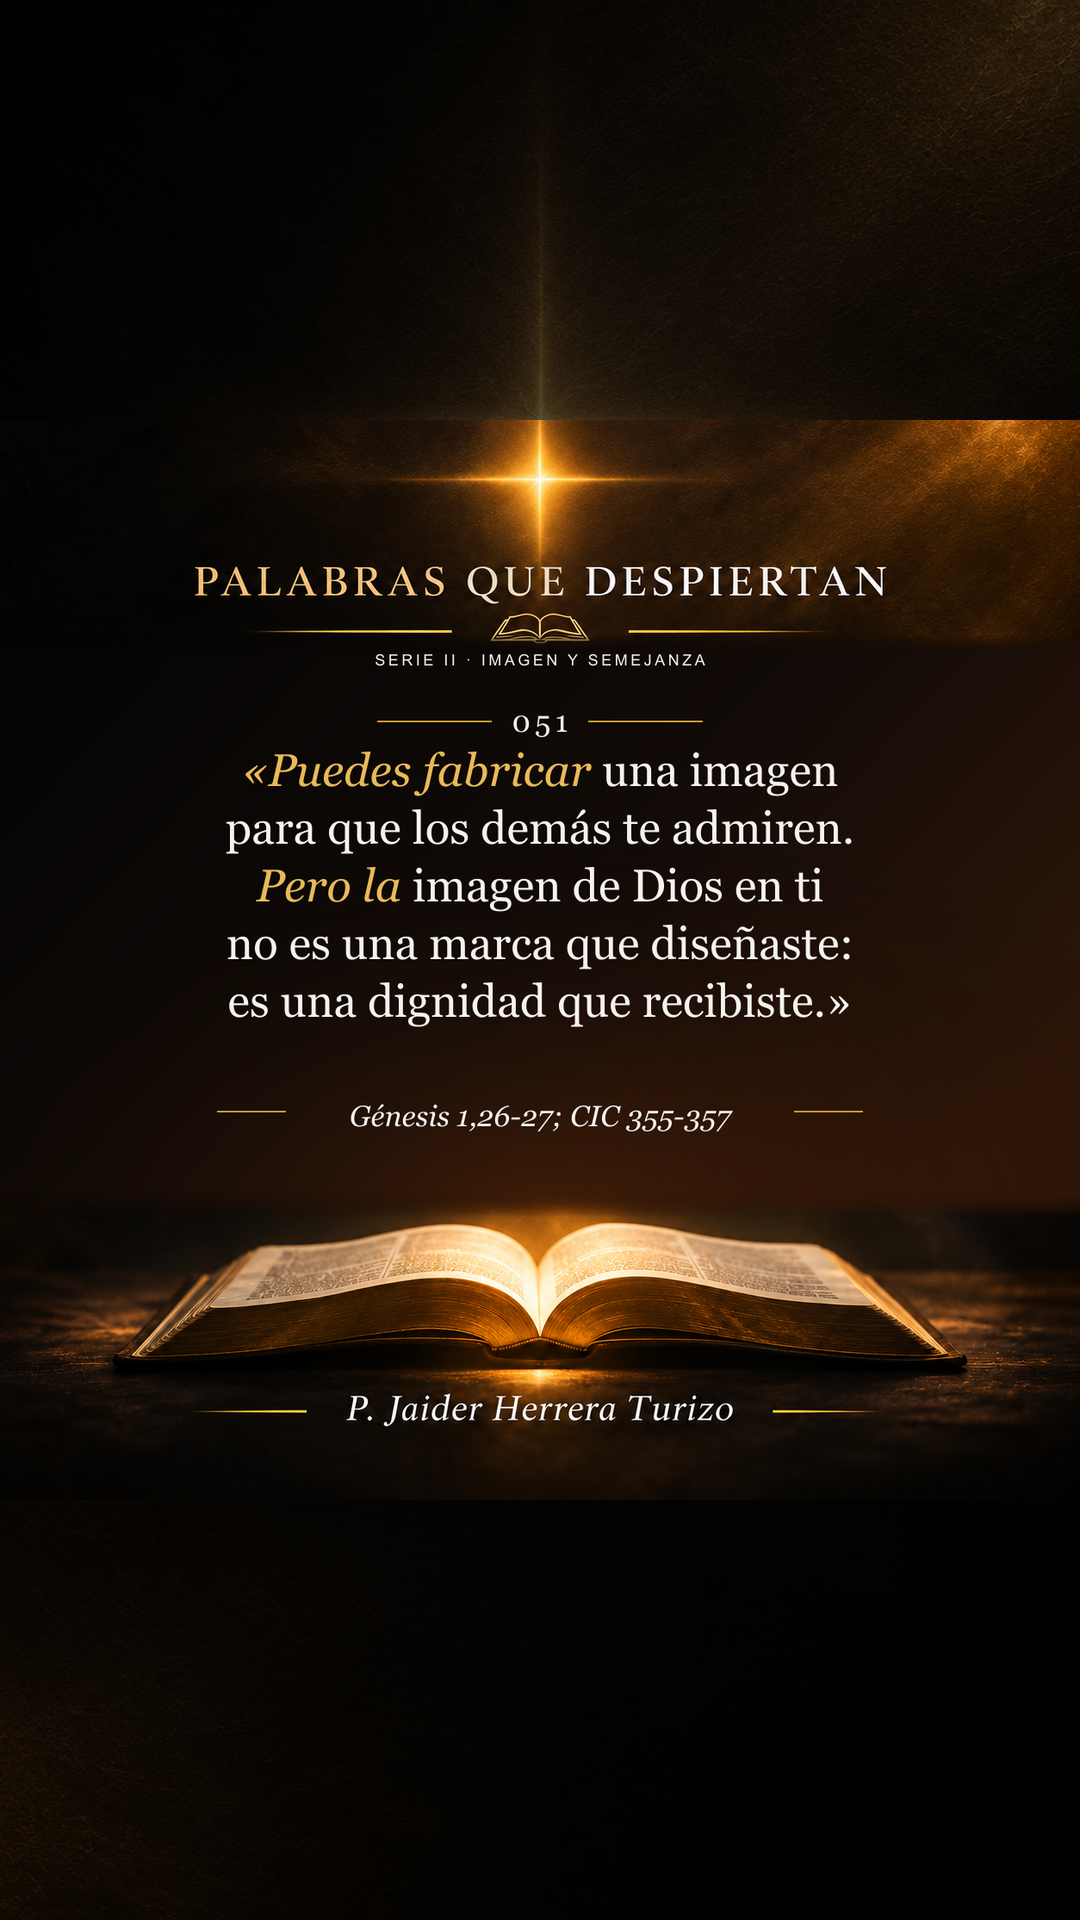 PALABRAS QUE DESPIERTAN
SERIE II · IMAGEN Y SEMEJANZA
051
«Puedes fabricar una imagen
para que los demás te admiren.
Pero la imagen de Dios en ti
no es una marca que diseñaste:
es una dignidad que recibiste.»
Génesis 1,26-27; CIC 355-357
P. Jaider Herrera Turizo